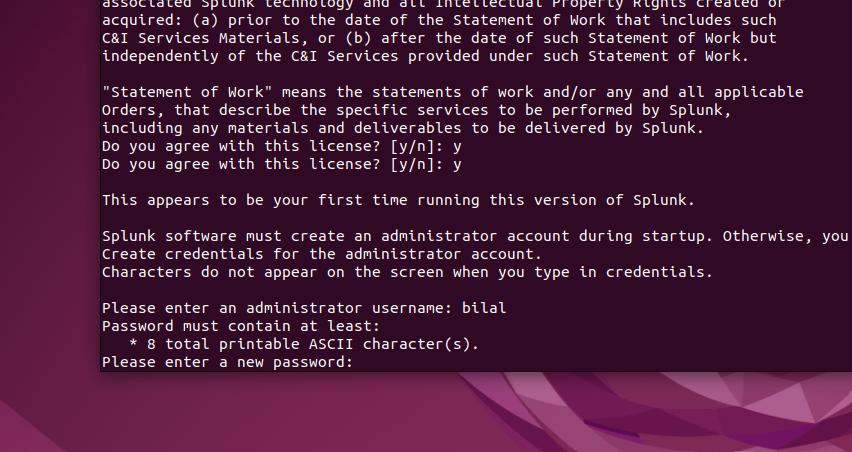 associated Splunk technology and all Intellectual Property Rights created or
acquired: (a) prior to the date of the Statement of Work that includes such
C&I Services Materials, or (b) after the date of such Statement of Work but
independently of the C&I Services provided under such Statement of Work.
"Statement of Work" means the statements of work and/or any and all applicable
Orders, that describe the specific services to be performed by Splunk,
including any materials and deliverables to be delivered by Splunk.
Do you agree with this license? [y/n]: y
Do you agree with this license? [y/n]: y
This appears to be your first time running this version of Splunk.
Splunk software must create an administrator account during startup. Otherwise, you
Create credentials for the administrator account.
Characters do not appear on the screen when you type in credentials.
Please enter an administrator username: bilal
Password must contain at least:
* 8 total printable ASCII character(s).
Please enter a new password: